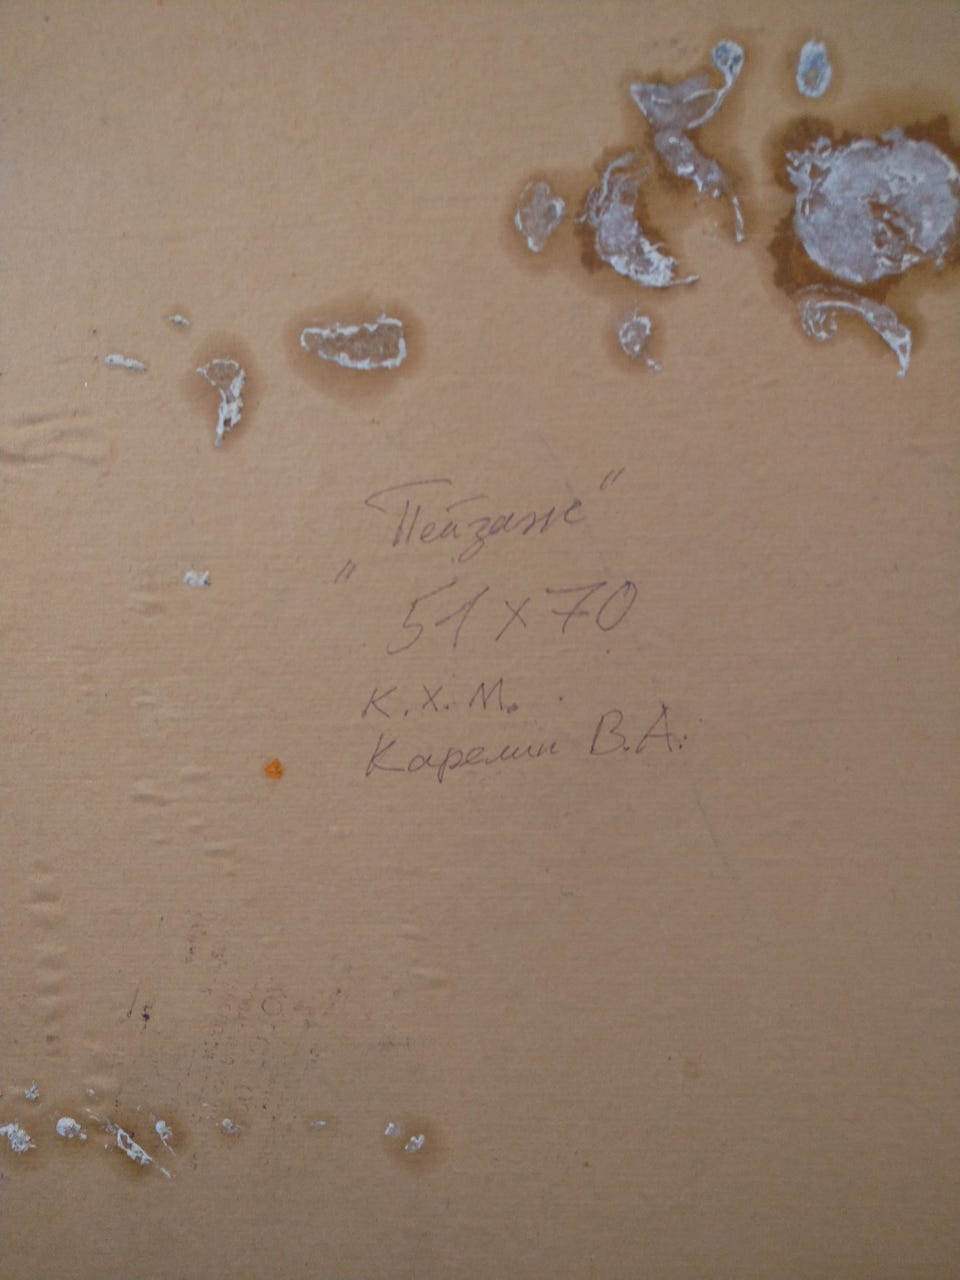 „Пейзаж"
51 х 70
К.Х.М.
Карелин В.А.